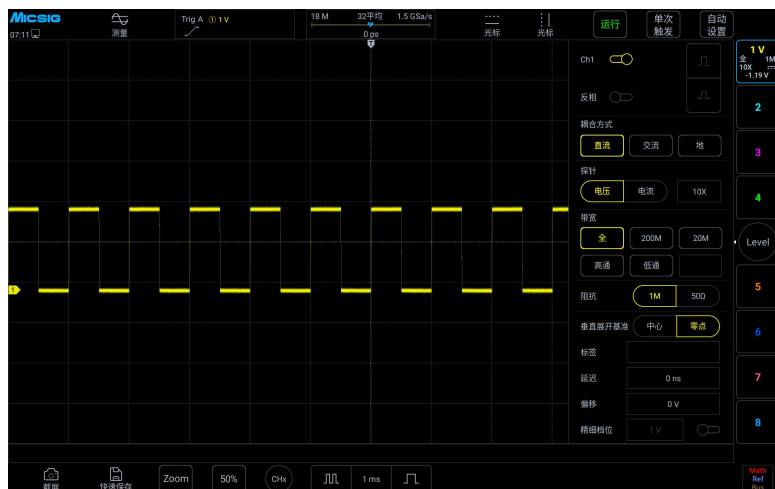 Micsig
07:11
测量
Trig A ① 1 V
18 M 32平均 1.5 GSa/s
0 ps
T
光标
光标
运行
单次
触发
自动
设置
Ch1
反相
耦合方式
直流 交流 地
探针
电压 电流 10X
带宽
全 200M 20M
高通 低通
阻抗 1M 50Ω
垂直展开基准 中心 零点
标签
延迟 0 ns
偏移 0 V
精细档位 1 V
1 V
全 1M
10X
-1.19 V
2
3
4
Level
5
6
7
8
1
截屏
快速保存
Zoom
50%
CHx
1 ms
Math
Ref
Bus